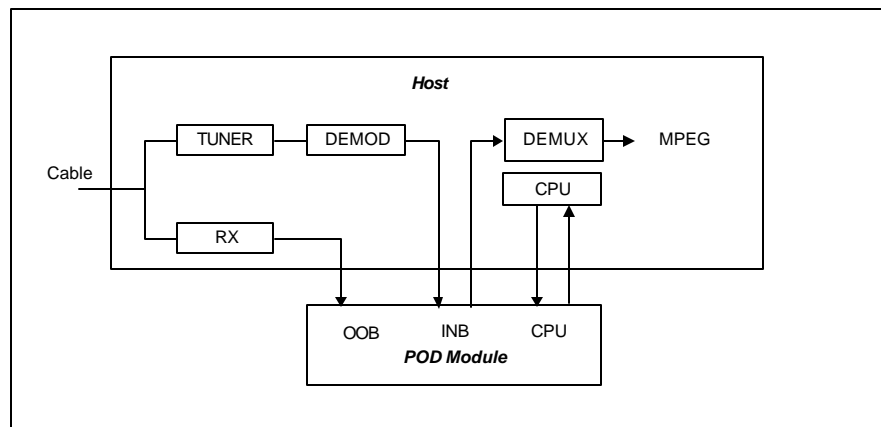 Host
TUNER
DEMOD
DEMUX
MPEG
Cable
CPU
RX
OOB
INB
CPU
POD Module